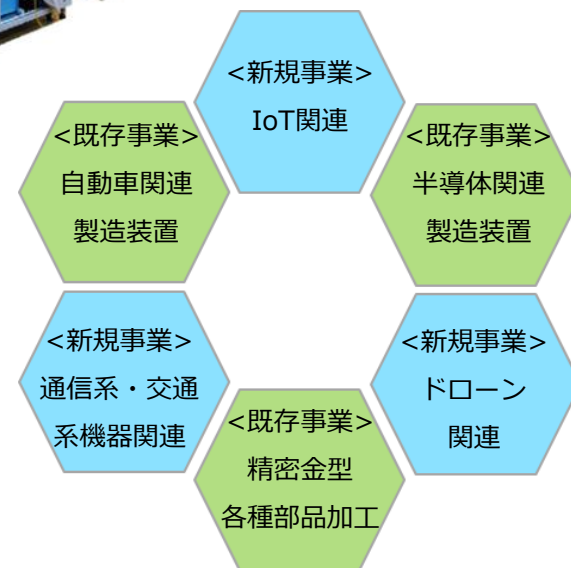 <新規事業>
IoT関連
<既存事業>
自動車関連
製造装置
<既存事業>
半導体関連
製造装置
<新規事業>
通信系・交通
系機器関連
<新規事業>
ドローン
関連
<既存事業>
精密金型
各種部品加工